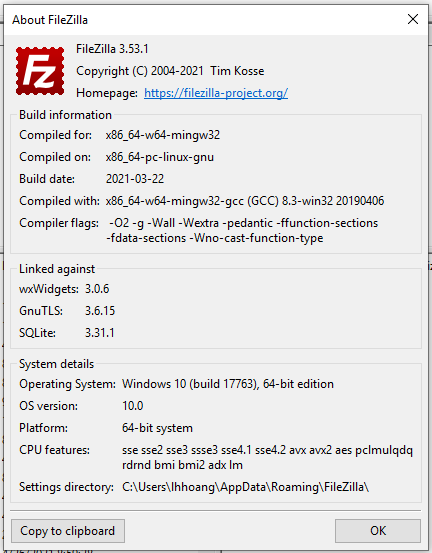 About FileZilla
FZ
FileZilla 3.53.1
Copyright (C) 2004-2021  Tim Kosse
Homepage: https://filezilla-project.org/
Build information
Compiled for: x86_64-w64-mingw32
Compiled on: x86_64-pc-linux-gnu
Build date: 2021-03-22
Compiled with: x86_64-w64-mingw32-gcc (GCC) 8.3-win32 20190406
Compiler flags: -O2 -g -Wall -Wextra -pedantic -ffunction-sections
-fdata-sections -Wno-cast-function-type
Linked against
wxWidgets: 3.0.6
GnuTLS: 3.6.15
SQLite: 3.31.1
System details
Operating System: Windows 10 (build 17763), 64-bit edition
OS version: 10.0
Platform: 64-bit system
CPU features: sse sse2 sse3 ssse3 sse4.1 sse4.2 avx avx2 aes pclmulqdq
rdrnd bmi bmi2 adx lm
Settings directory: C:\Users\lhhoang\AppData\Roaming\FileZilla\
Copy to clipboard
OK